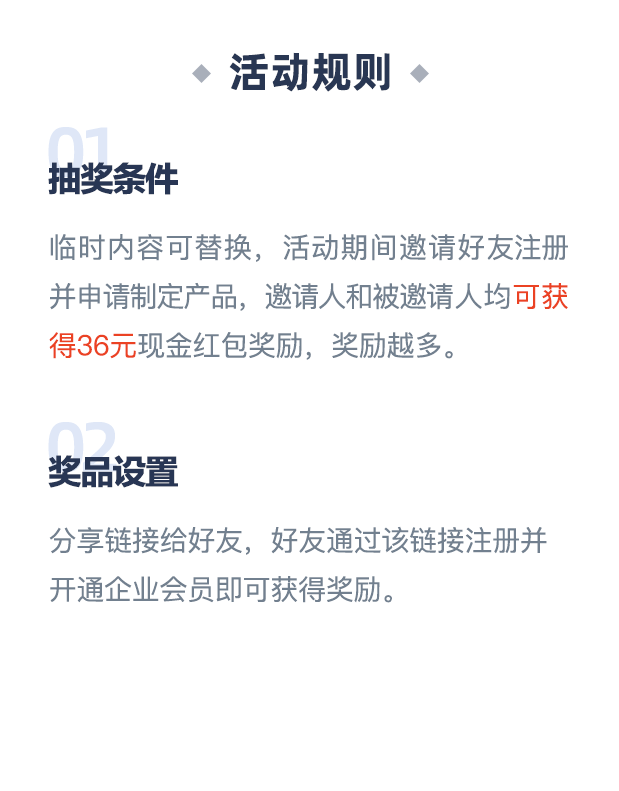 活动规则
01
抽奖条件
临时内容可替换，活动期间邀请好友注册
并申请制定产品，邀请人和被邀请人均可获
得36元现金红包奖励，奖励越多。
02
奖品设置
分享链接给好友，好友通过该链接注册并
开通企业会员即可获得奖励。